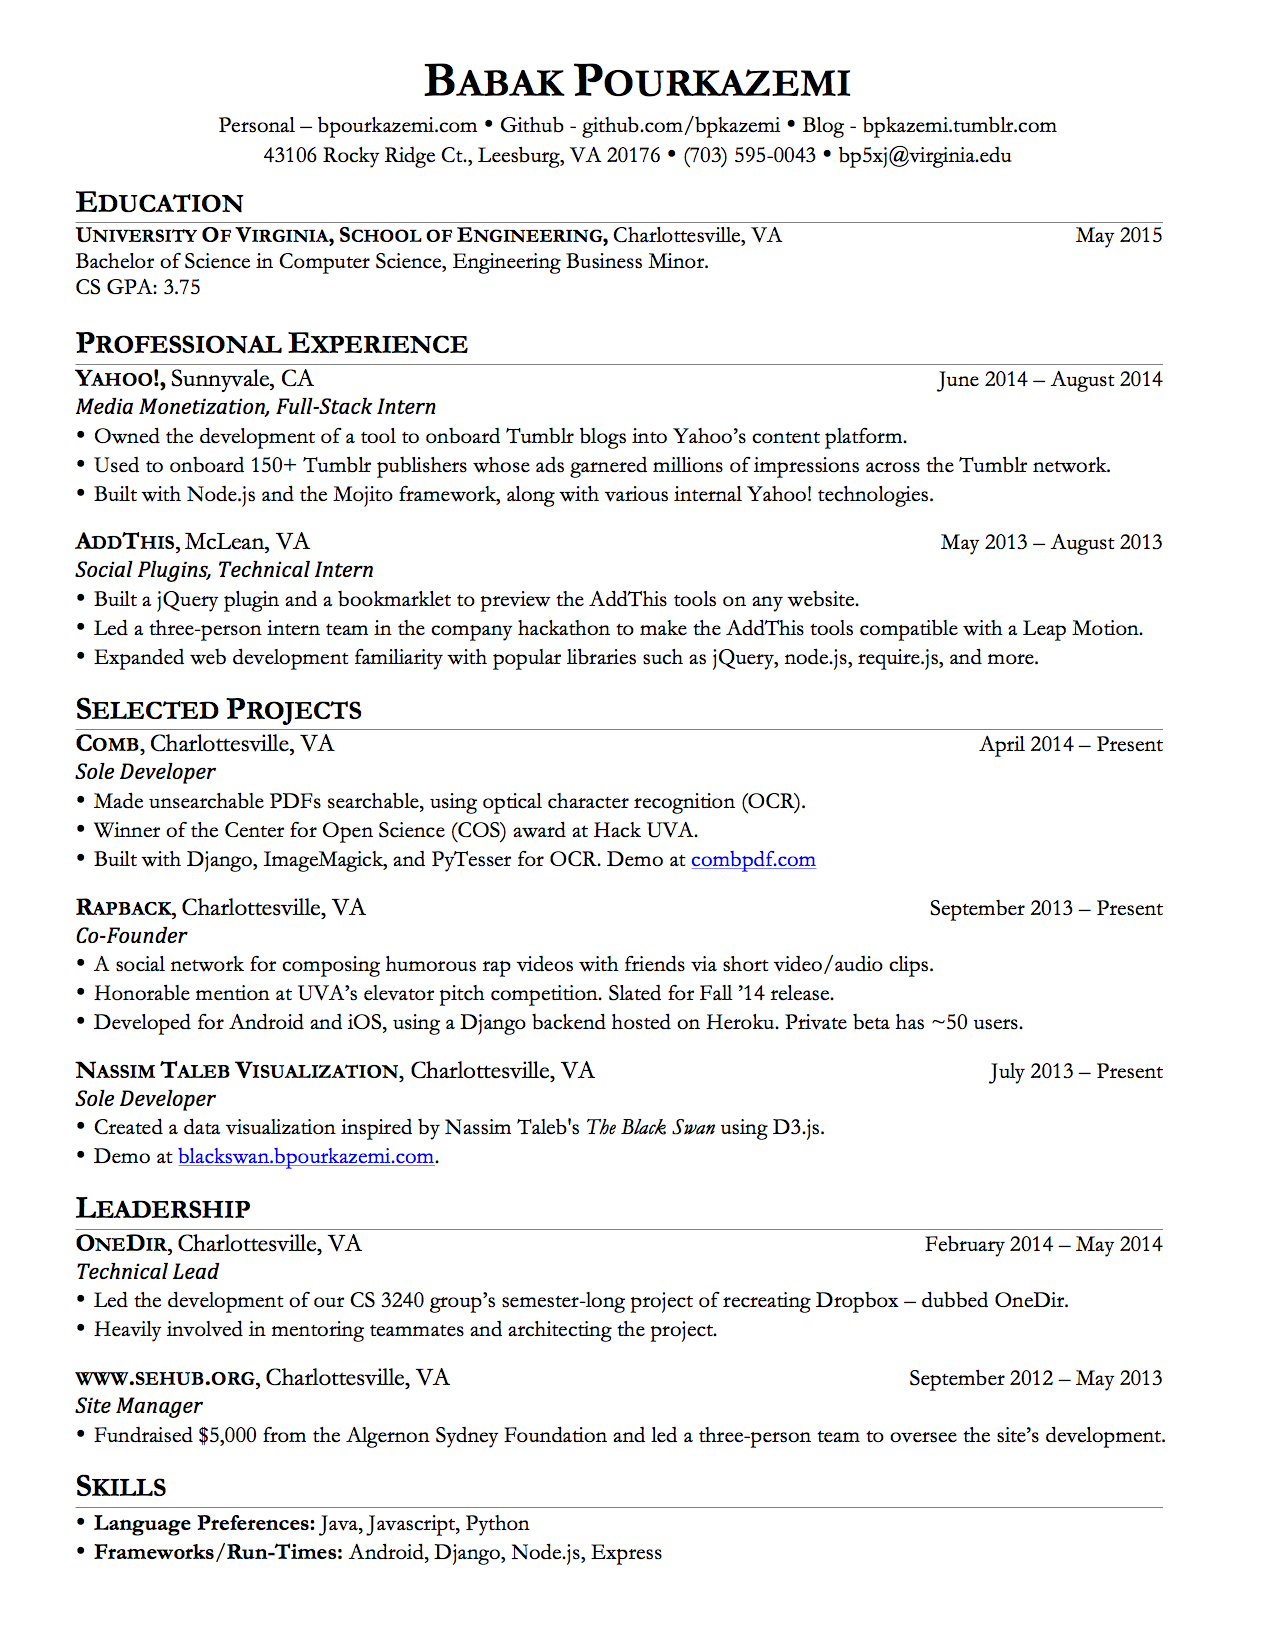 BABAK POURKAZEMI
Personal – bpourkazemi.com • Github - github.com/bpkazemi • Blog - bpkazemi.tumblr.com
43106 Rocky Ridge Ct., Leesburg, VA 20176 • (703) 595-0043 • bp5xj@virginia.edu
EDUCATION
UNIVERSITY OF VIRGINIA, SCHOOL OF ENGINEERING, Charlottesville, VA May 2015
Bachelor of Science in Computer Science, Engineering Business Minor.
CS GPA: 3.75
PROFESSIONAL EXPERIENCE
YAHOO!, Sunnyvale, CA June 2014 – August 2014
Media Monetization, Full-Stack Intern
• Owned the development of a tool to onboard Tumblr blogs into Yahoo’s content platform.
• Used to onboard 150+ Tumblr publishers whose ads garnered millions of impressions across the Tumblr network.
• Built with Node.js and the Mojito framework, along with various internal Yahoo! technologies.
ADDTHIS, McLean, VA May 2013 – August 2013
Social Plugins, Technical Intern
• Built a jQuery plugin and a bookmarklet to preview the AddThis tools on any website.
• Led a three-person intern team in the company hackathon to make the AddThis tools compatible with a Leap Motion.
• Expanded web development familiarity with popular libraries such as jQuery, node.js, require.js, and more.
SELECTED PROJECTS
COMB, Charlottesville, VA April 2014 – Present
Sole Developer
• Made unsearchable PDFs searchable, using optical character recognition (OCR).
• Winner of the Center for Open Science (COS) award at Hack UVA.
• Built with Django, ImageMagick, and PyTesser for OCR. Demo at combpdf.com
RAPBACK, Charlottesville, VA September 2013 – Present
Co-Founder
• A social network for composing humorous rap videos with friends via short video/audio clips.
• Honorable mention at UVA’s elevator pitch competition. Slated for Fall ’14 release.
• Developed for Android and iOS, using a Django backend hosted on Heroku. Private beta has ~50 users.
NASSIM TALEB VISUALIZATION, Charlottesville, VA July 2013 – Present
Sole Developer
• Created a data visualization inspired by Nassim Taleb's The Black Swan using D3.js.
• Demo at blackswan.bpourkazemi.com.
LEADERSHIP
ONEDIR, Charlottesville, VA February 2014 – May 2014
Technical Lead
• Led the development of our CS 3240 group’s semester-long project of recreating Dropbox – dubbed OneDir.
• Heavily involved in mentoring teammates and architecting the project.
WWW.SEHUB.ORG, Charlottesville, VA September 2012 – May 2013
Site Manager
• Fundraised $5,000 from the Algernon Sydney Foundation and led a three-person team to oversee the site’s development.
SKILLS
• Language Preferences: Java, Javascript, Python
• Frameworks/Run-Times: Android, Django, Node.js, Express